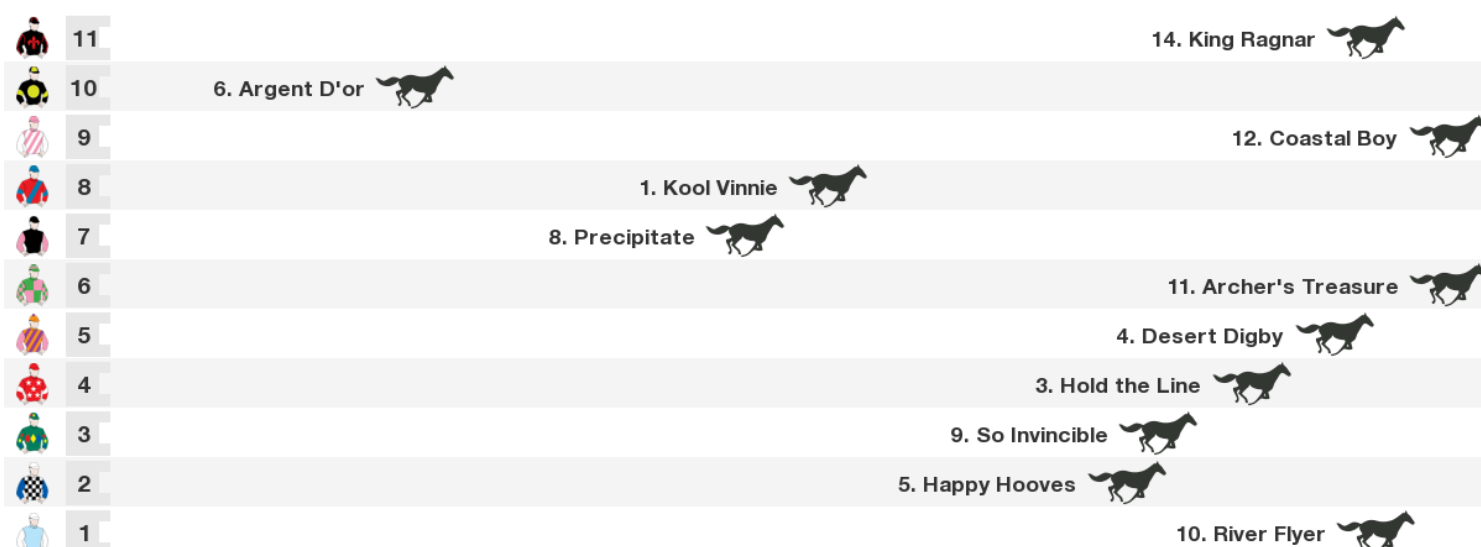 11 14. King Ragnar
10 6. Argent D'or
9 12. Coastal Boy
8 1. Kool Vinnie
7 8. Precipitate
6 11. Archer's Treasure
5 4. Desert Digby
4 3. Hold the Line
3 9. So Invincible
2 5. Happy Hooves
1 10. River Flyer